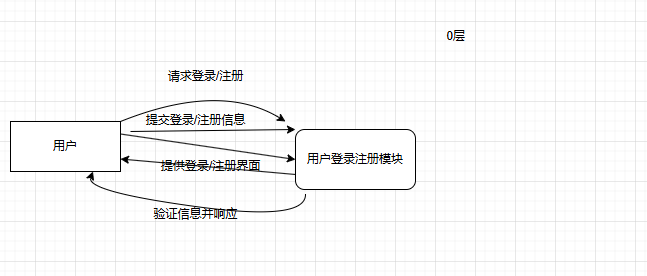 0层
请求登录/注册
提交登录/注册信息
用户
用户登录注册模块
提供登录/注册界面
验证信息并响应